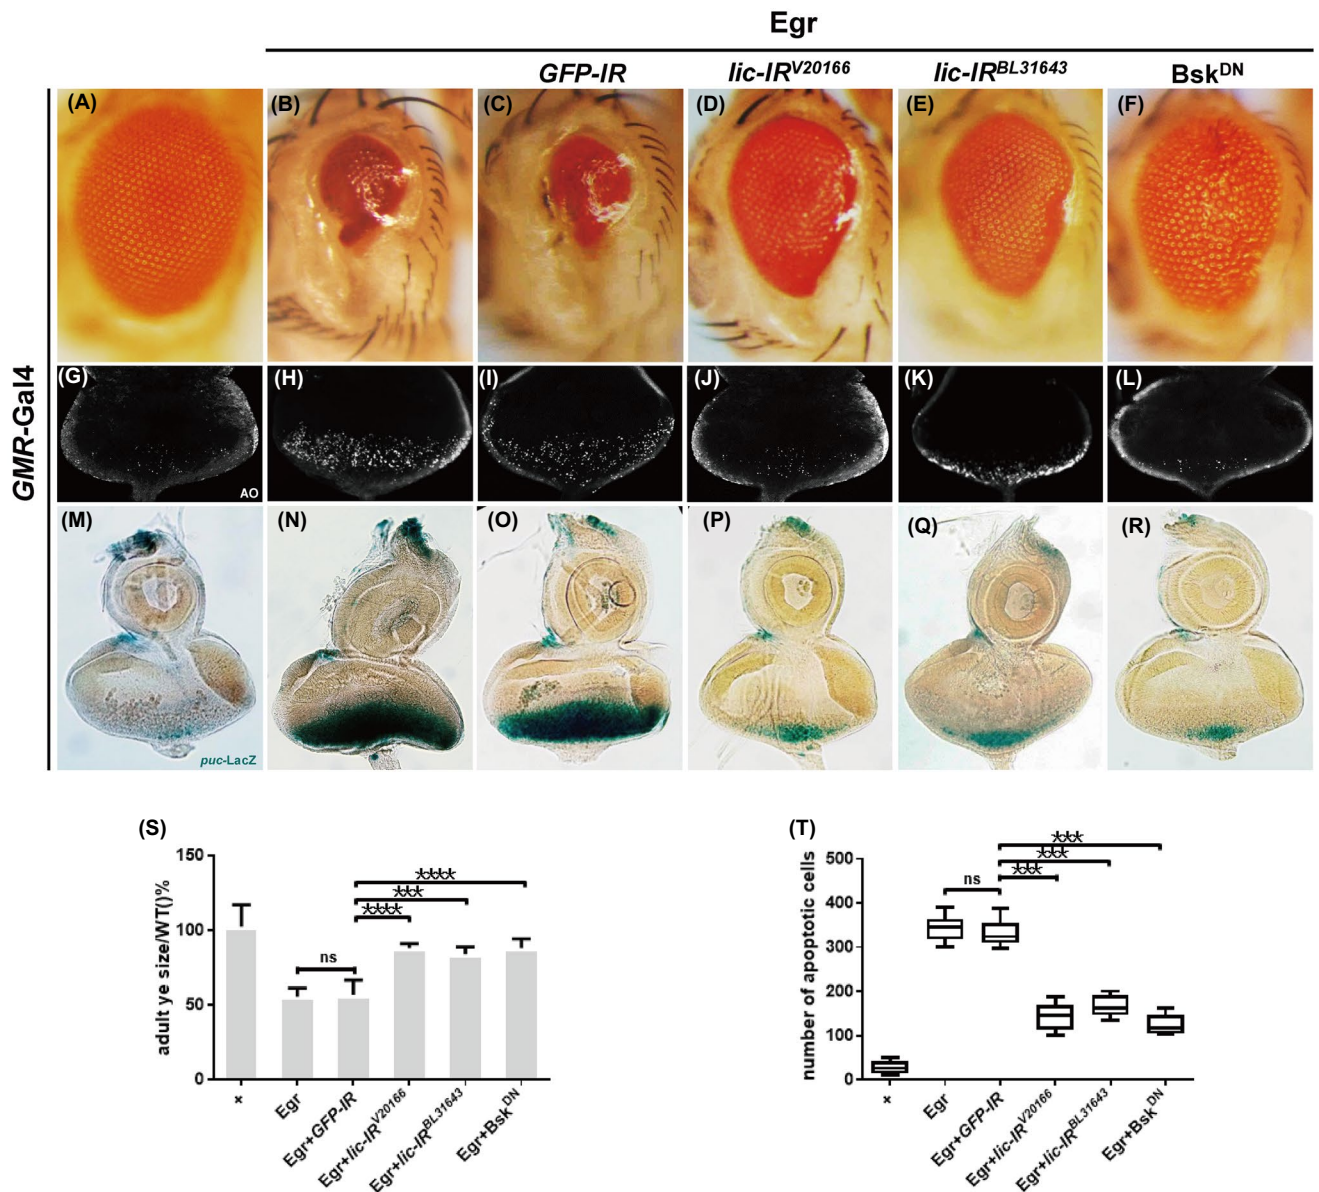 Egr
GFP-IR lic-IR^V20166 lic-IR^BL31643 Bsk^DN
GMR-Gal4
(A) (B) (C) (D) (E) (F)
(G) (H) (I) (J) (K) (L)
AO
(M) (N) (O) (P) (Q) (R)
puc-LacZ
(S)
adult ye size/WT()%
150
100
50
0
ns
****
***
****
+
Egr
Egr+GFP-IR
Egr+lic-IR^V20166
Egr+lic-IR^BL31643
Egr+Bsk^DN
(T)
number of apoptotic cells
500
400
300
200
100
0
ns
***
***
***
+
Egr
Egr+GFP-IR
Egr+lic-IR^V20166
Egr+lic-IR^BL31643
Egr+Bsk^DN